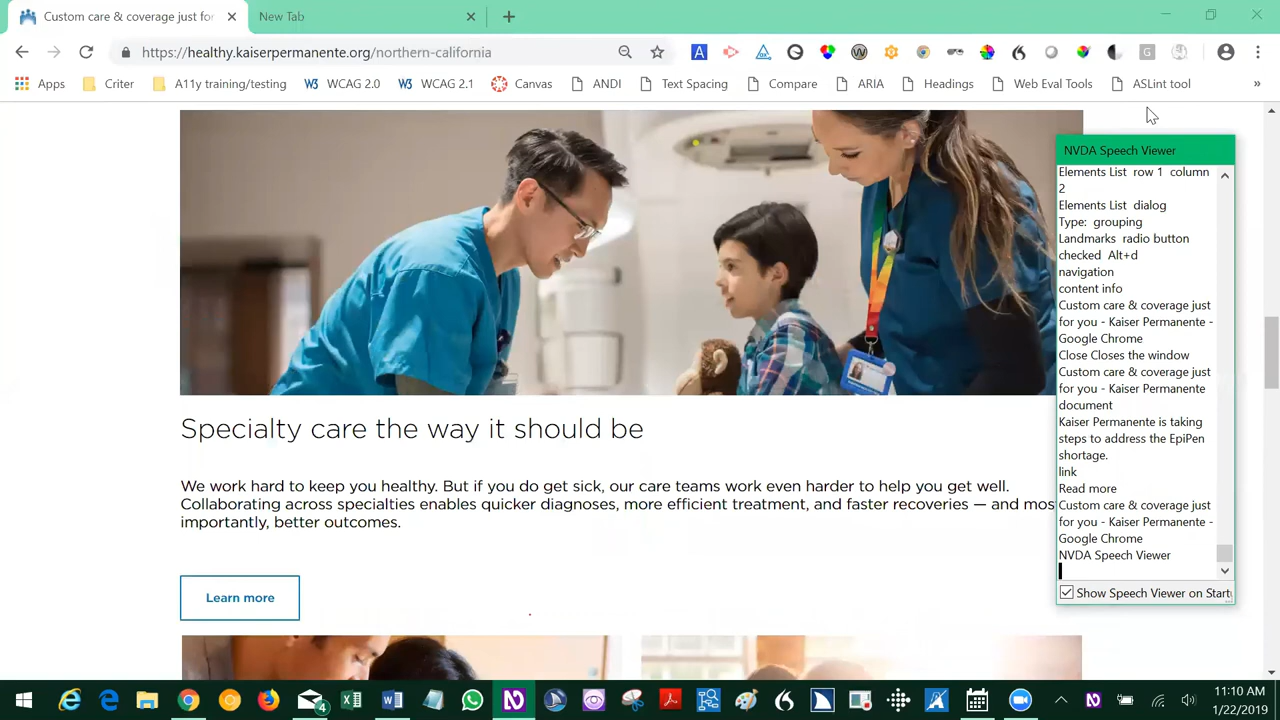 Custom care & coverage just for
New Tab
https://healthy.kaiserpermanente.org/northern-california
Apps
Criter
A11y training/testing
W3 WCAG 2.0
W3 WCAG 2.1
Canvas
ANDI
Text Spacing
Compare
ARIA
Headings
Web Eval Tools
ASLint tool
»
NVDA Speech Viewer
Elements List row 1 column
2
Elements List dialog
Type: grouping
Landmarks radio button
checked Alt+d
navigation
content info
Custom care & coverage just
for you - Kaiser Permanente -
Google Chrome
Close Closes the window
Custom care & coverage just
for you - Kaiser Permanente
document
Kaiser Permanente is taking
steps to address the EpiPen
shortage.
link
Read more
Custom care & coverage just
for you - Kaiser Permanente -
Google Chrome
NVDA Speech Viewer
Show Speech Viewer on Start
Specialty care the way it should be
We work hard to keep you healthy. But if you do get sick, our care teams work even harder to help you get well.
Collaborating across specialties enables quicker diagnoses, more efficient treatment, and faster recoveries — and mos
importantly, better outcomes.
Learn more
4
11:10 AM
1/22/2019